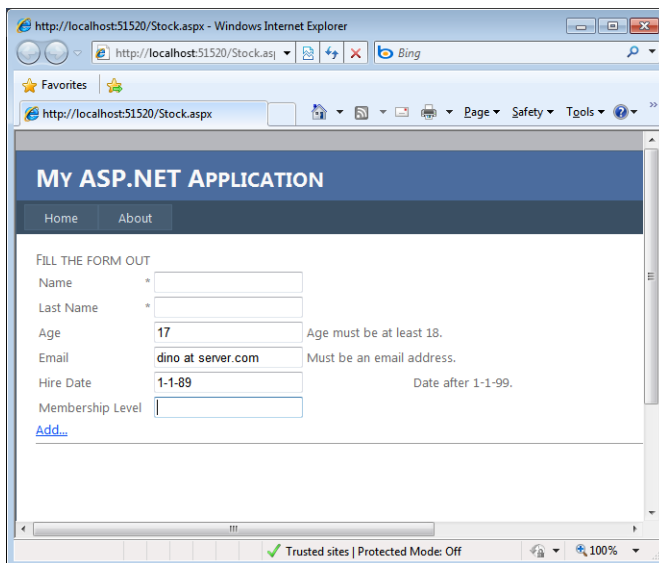 http://localhost:51520/Stock.aspx - Windows Internet Explorer
http://localhost:51520/Stock.asp Bing
Favorites
http://localhost:51520/Stock.aspx Page Safety Tools »
MY ASP.NET APPLICATION
Home About
FILL THE FORM OUT
Name *
Last Name *
Age 17 Age must be at least 18.
Email dino at server.com Must be an email address.
Hire Date 1-1-89 Date after 1-1-99.
Membership Level
Add...
Trusted sites | Protected Mode: Off 100%